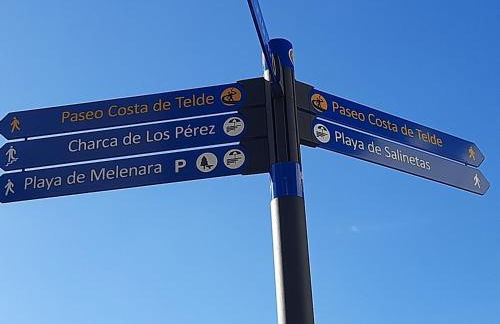 Paseo Costa de Telde
Charca de Los Pérez
Playa de Melenara P
Paseo Costa de Telde
Playa de Salinetas